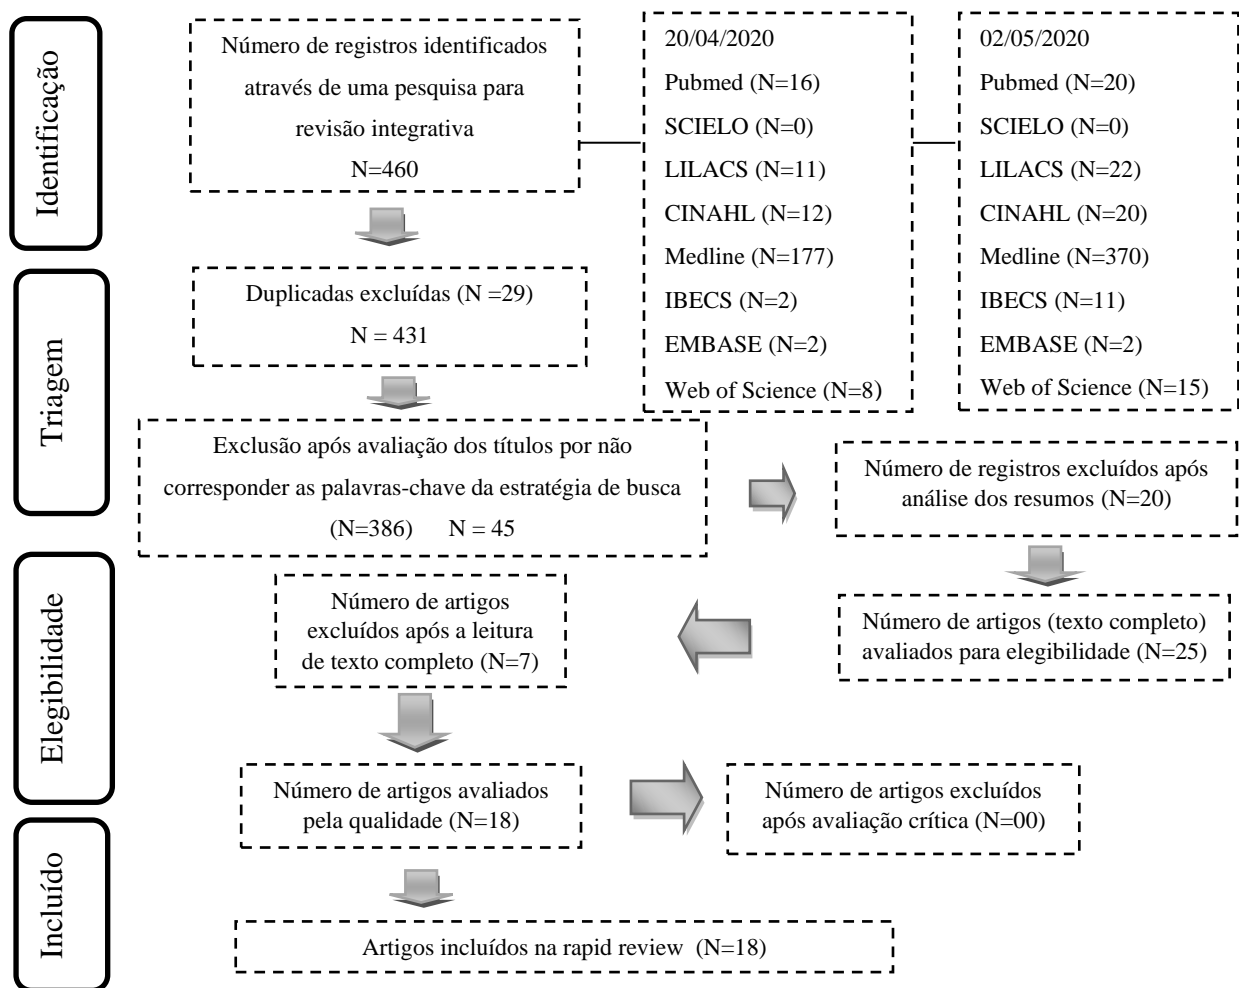 Identificação
Número de registros identificados
através de uma pesquisa para
revisão integrativa
N=460
20/04/2020
Pubmed (N=16)
SCIELO (N=0)
LILACS (N=11)
CINAHL (N=12)
Medline (N=177)
IBECS (N=2)
EMBASE (N=2)
Web of Science (N=8)
02/05/2020
Pubmed (N=20)
SCIELO (N=0)
LILACS (N=22)
CINAHL (N=20)
Medline (N=370)
IBECS (N=11)
EMBASE (N=2)
Web of Science (N=15)
Triagem
Duplicadas excluídas (N =29)
N = 431
Exclusão após avaliação dos títulos por não
corresponder as palavras-chave da estratégia de busca
(N=386) N = 45
Número de registros excluídos após
análise dos resumos (N=20)
Elegibilidade
Número de artigos (texto completo)
avaliados para elegibilidade (N=25)
Número de artigos
excluídos após a leitura
de texto completo (N=7)
Número de artigos avaliados
pela qualidade (N=18)
Número de artigos excluídos
após avaliação crítica (N=00)
Incluído
Artigos incluídos na rapid review (N=18)